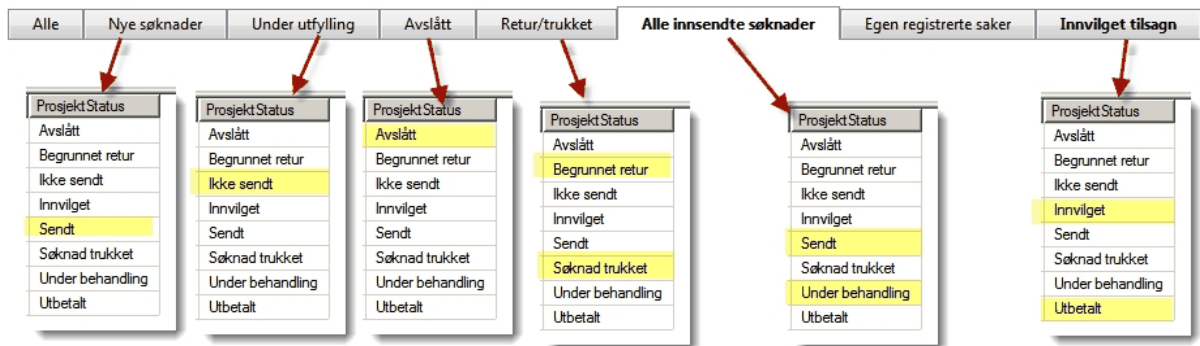 Alle
Nye søknader
Under utfylling
Avslått
Retur/trukket
Alle innsendte søknader
Egen registrerte saker
Innvilget tilsagn
ProsjektStatus
Avslått
Begrunnet retur
Ikke sendt
Innvilget
Sendt
Søknad trukket
Under behandling
Utbetalt
ProsjektStatus
Avslått
Begrunnet retur
Ikke sendt
Innvilget
Sendt
Søknad trukket
Under behandling
Utbetalt
ProsjektStatus
Avslått
Begrunnet retur
Ikke sendt
Innvilget
Sendt
Søknad trukket
Under behandling
Utbetalt
ProsjektStatus
Avslått
Begrunnet retur
Ikke sendt
Innvilget
Sendt
Søknad trukket
Under behandling
Utbetalt
ProsjektStatus
Avslått
Begrunnet retur
Ikke sendt
Innvilget
Sendt
Søknad trukket
Under behandling
Utbetalt
ProsjektStatus
Avslått
Begrunnet retur
Ikke sendt
Innvilget
Sendt
Søknad trukket
Under behandling
Utbetalt